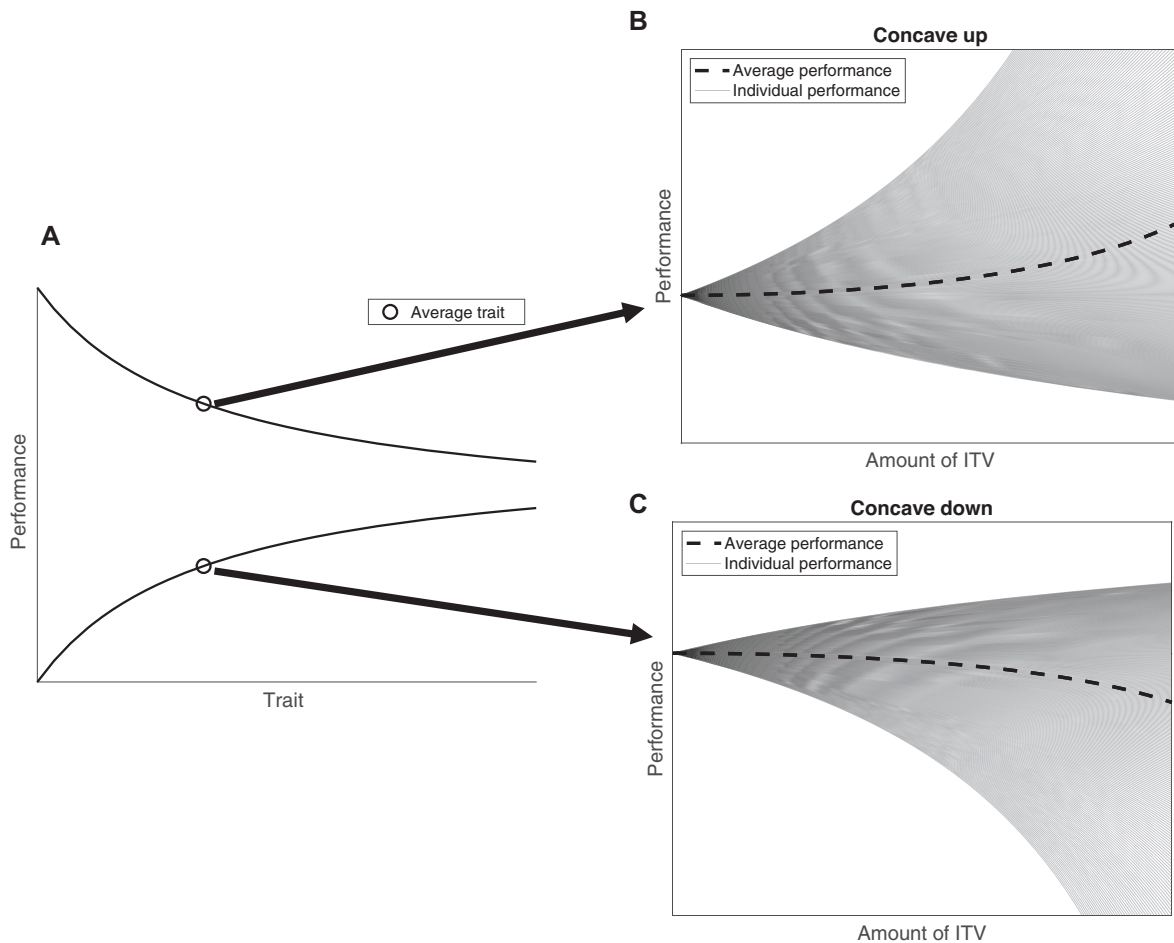 A
Performance
Average trait
Trait
B
Concave up
Average performance
Individual performance
Performance
Amount of ITV
C
Concave down
Average performance
Individual performance
Performance
Amount of ITV